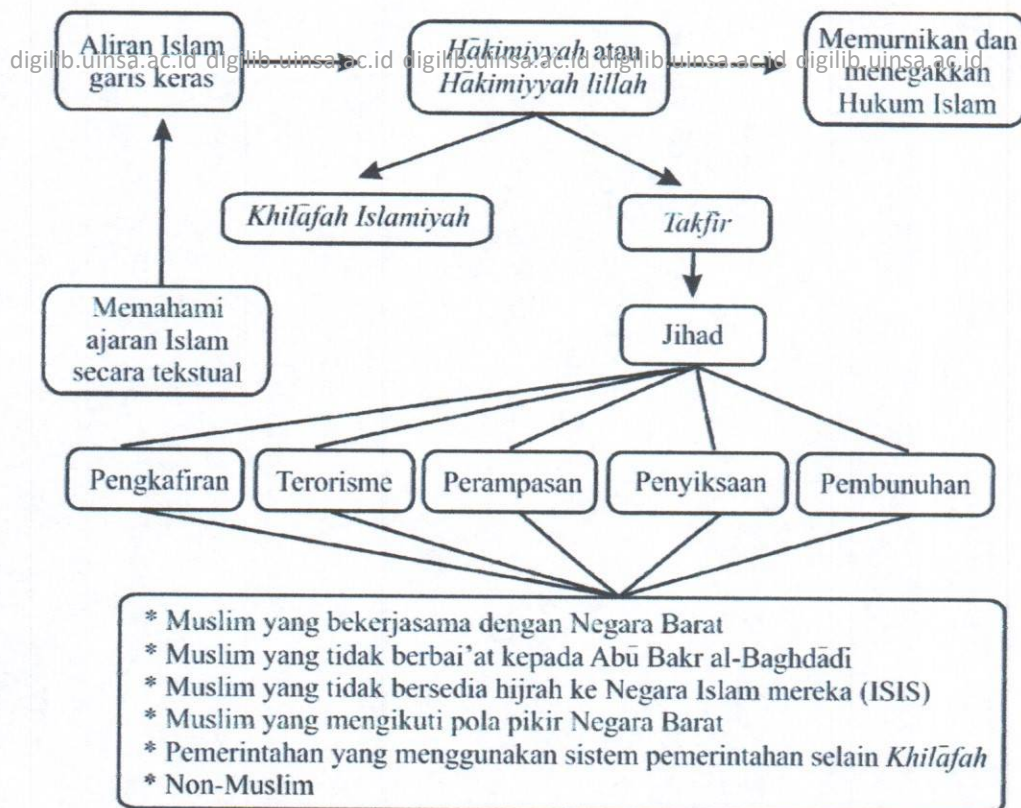 Aliran Islam
garis keras
Hākimiyyah atau
Hākimiyyah lillah
Memurnikan dan
menegakkan
Hukum Islam
digilib.uinsa.ac.id digilib.uinsa.ac.id digilib.uinsa.ac.id digilib.uinsa.ac.id digilib.uinsa.ac.id
Khilāfah Islamiyah
Takfir
Memahami
ajaran Islam
secara tekstual
Jihad
Pengkafiran
Terorisme
Perampasan
Penyiksaan
Pembunuhan
* Muslim yang bekerjasama dengan Negara Barat
* Muslim yang tidak berbai'at kepada Abū Bakr al-Baghdādi
* Muslim yang tidak bersedia hijrah ke Negara Islam mereka (ISIS)
* Muslim yang mengikuti pola pikir Negara Barat
* Pemerintahan yang menggunakan sistem pemerintahan selain Khilāfah
* Non-Muslim